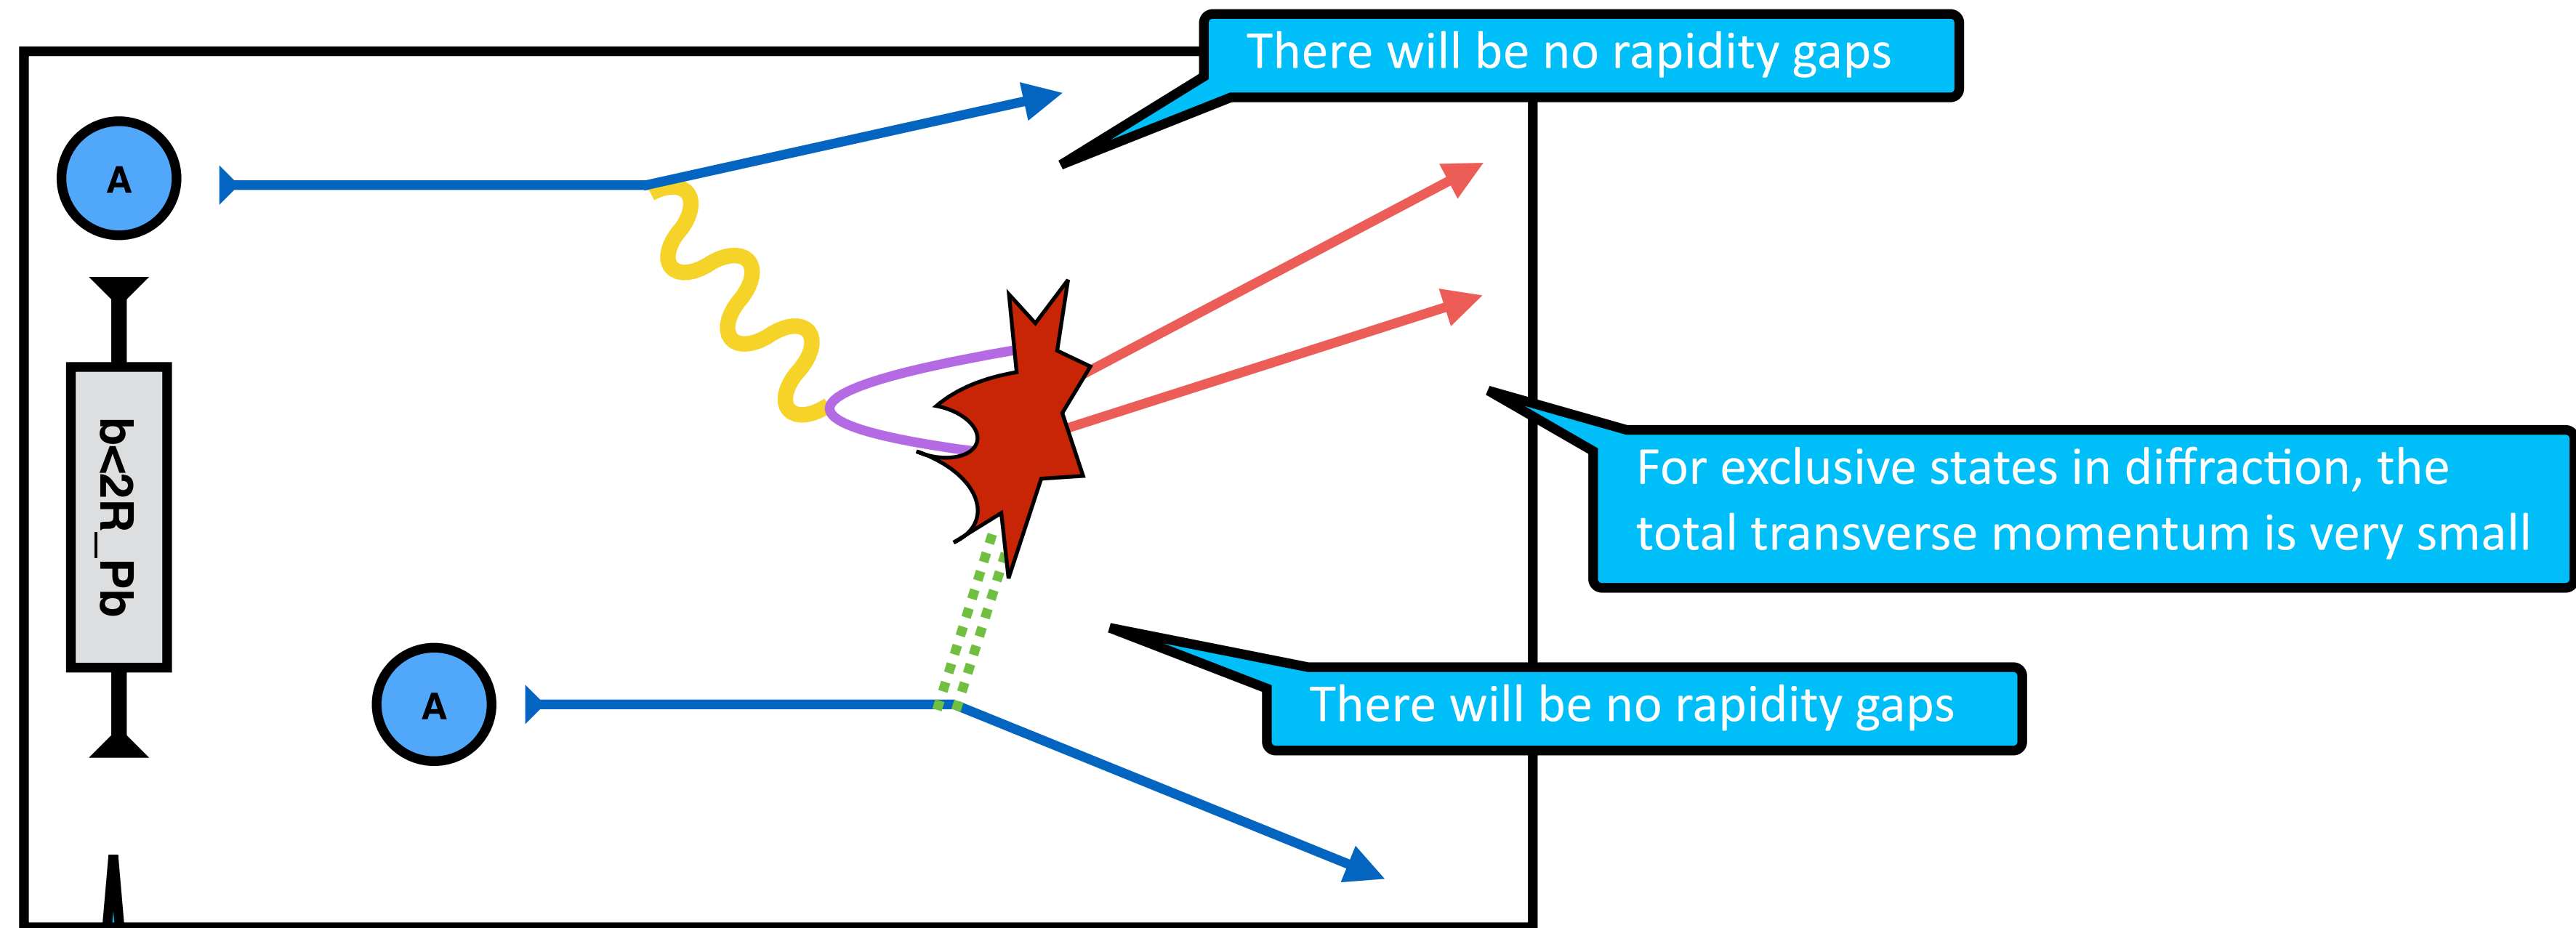 There will be no rapidity gaps
A
b<2R_Pb
For exclusive states in diffraction, the
total transverse momentum is very small
There will be no rapidity gaps
A